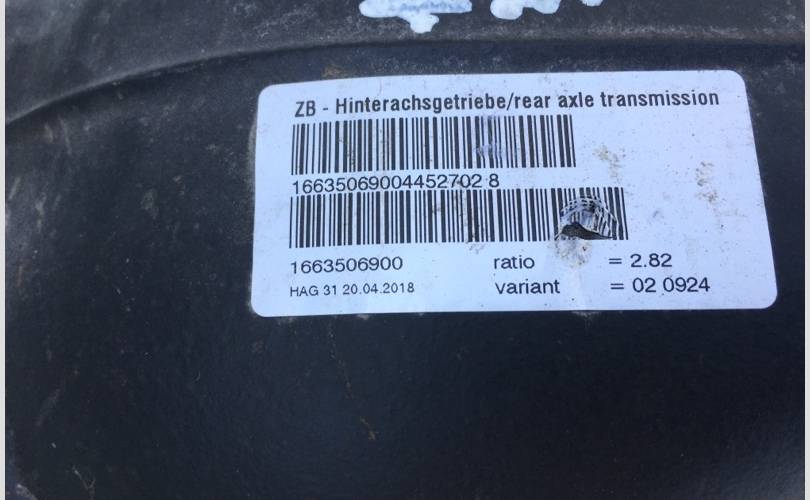 ZB - Hinterachsgetriebe/rear axle transmission
16635069004452702 8
1663506900 ratio = 2.82
HAG 31 20.04.2018 variant = 02 0924